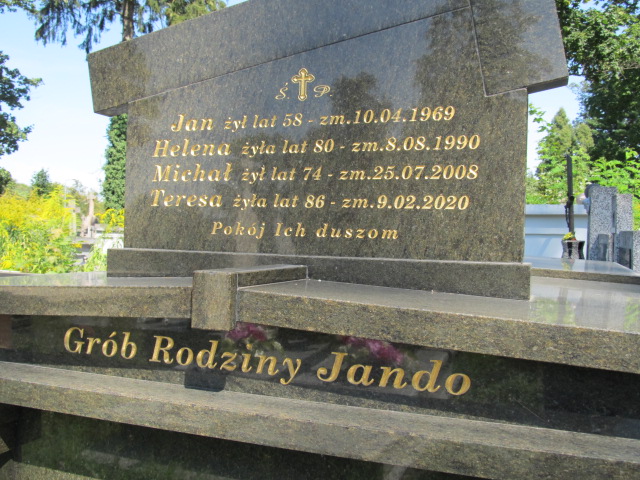 Ś. P.
Jan żył lat 58 - zm.10.04.1969
Helena żyła lat 80 - zm.8.08.1990
Michał żył lat 74 - zm.25.07.2008
Teresa żyła lat 86 - zm.9.02.2020
Pokój Ich duszom
Grób Rodziny Jando